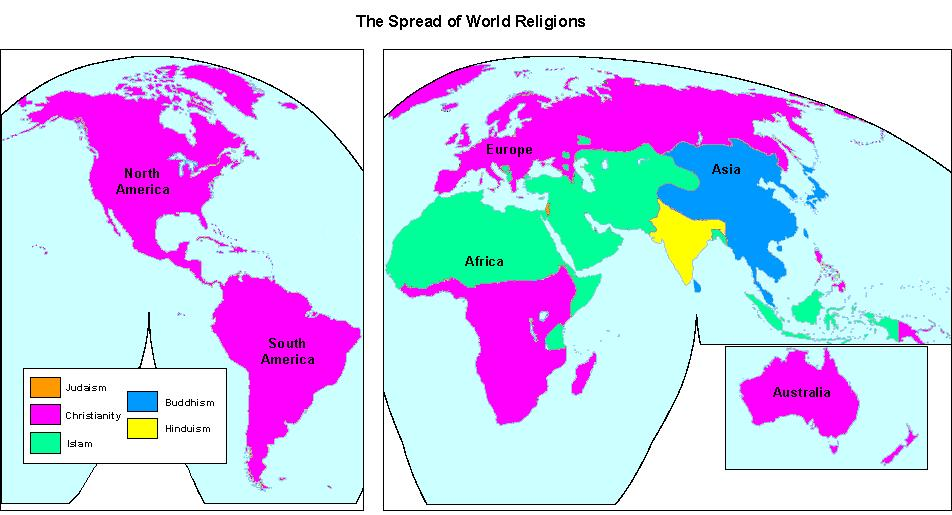 The Spread of World Religions
North
America
South
America
Europe
Asia
Africa
Australia
Judaism
Christianity
Islam
Buddhism
Hinduism